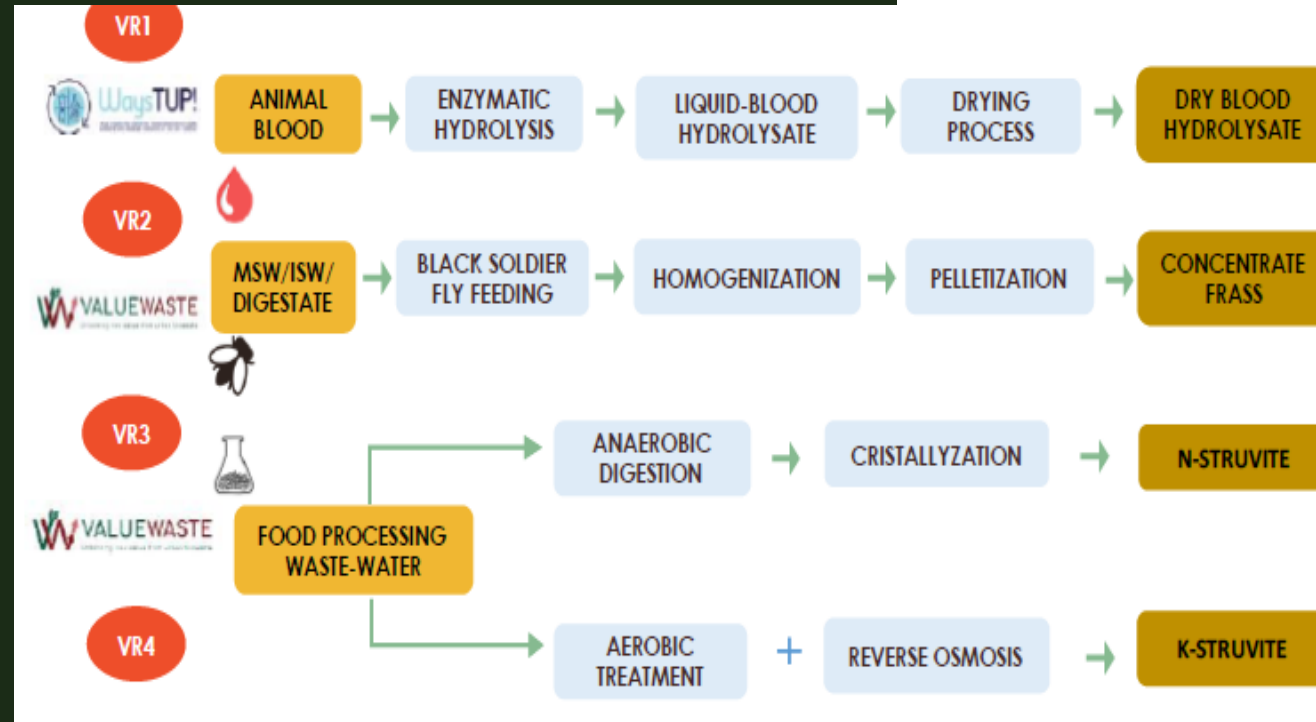 VR1
WaysTUP!
ANIMAL
BLOOD
ENZYMATIC
HYDROLYSIS
LIQUID-BLOOD
HYDROLYSATE
DRYING
PROCESS
DRY BLOOD
HYDROLYSATE
VR2
VALUEWASTE
MSW/ISW/
DIGESTATE
BLACK SOLDIER
FLY FEEDING
HOMOGENIZATION
PELLETIZATION
CONCENTRATE
FRASS
VR3
VALUEWASTE
FOOD PROCESSING
WASTE-WATER
ANAEROBIC
DIGESTION
CRISTALLYZATION
N-STRUVITE
VR4
AEROBIC
TREATMENT
+
REVERSE OSMOSIS
K-STRUVITE